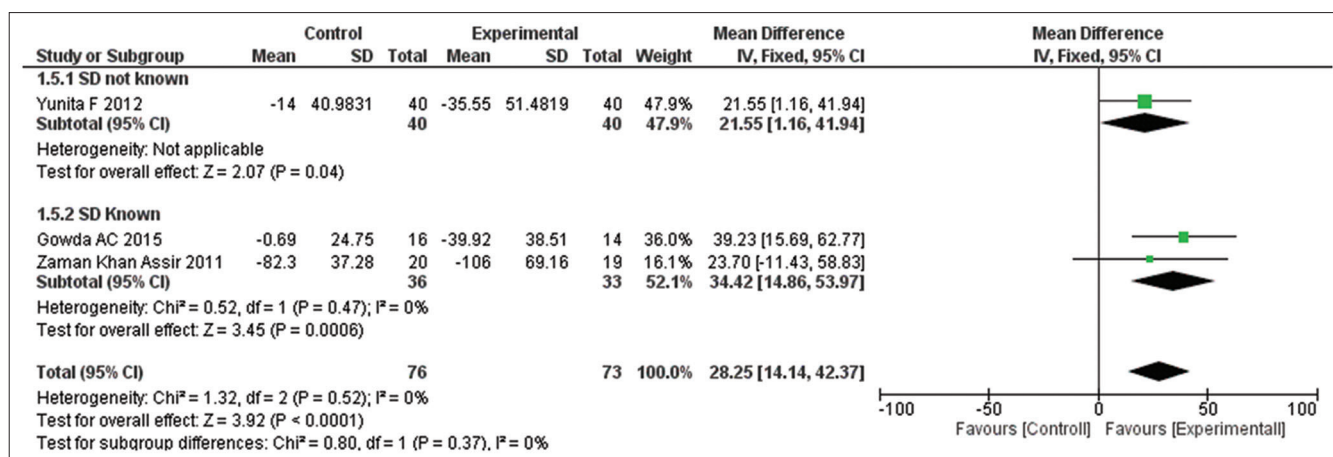 Control Experimental Mean Difference Mean Difference
Study or Subgroup Mean SD Total Mean SD Total Weight IV, Fixed, 95% CI IV, Fixed, 95% CI
1.5.1 SD not known
Yunita F 2012 -14 40.9831 40 -35.55 51.4819 40 47.9% 21.55 [1.16, 41.94]
Subtotal (95% CI) 40 40 47.9% 21.55 [1.16, 41.94]
Heterogeneity: Not applicable
Test for overall effect: Z = 2.07 (P = 0.04)
1.5.2 SD Known
Gowda AC 2015 -0.69 24.75 16 -39.92 38.51 14 36.0% 39.23 [15.69, 62.77]
Zaman Khan Assir 2011 -82.3 37.28 20 -106 69.16 19 16.1% 23.70 [-11.43, 58.83]
Subtotal (95% CI) 36 33 52.1% 34.42 [14.86, 53.97]
Heterogeneity: Chi² = 0.52, df = 1 (P = 0.47); I² = 0%
Test for overall effect: Z = 3.45 (P = 0.0006)
Total (95% CI) 76 73 100.0% 28.25 [14.14, 42.37]
Heterogeneity: Chi² = 1.32, df = 2 (P = 0.52); I² = 0%
Test for overall effect: Z = 3.92 (P < 0.0001)
Test for subgroup differences: Chi² = 0.80, df = 1 (P = 0.37), I² = 0%
-100 -50 0 50 100
Favours [Controll] Favours [Experimentall]